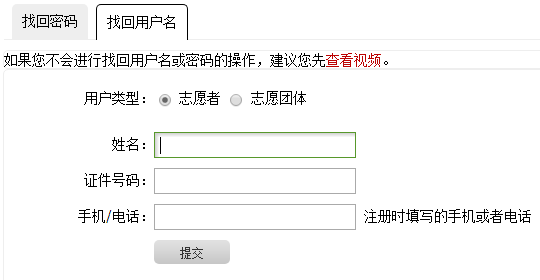 找回密码 找回用户名
如果您不会进行找回用户名或密码的操作，建议您先查看视频。
用户类型： 志愿者 志愿团体
姓名：
证件号码：
手机/电话： 注册时填写的手机或者电话
提交